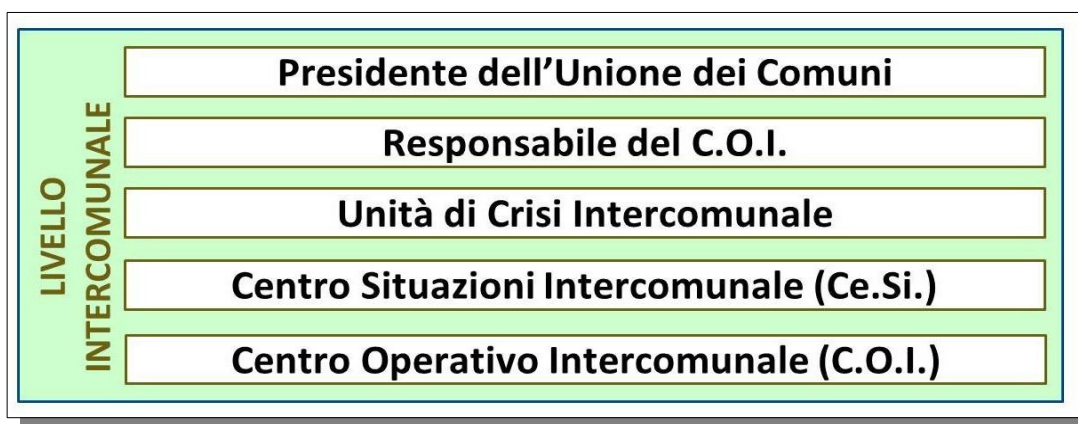 LIVELLO
INTERCOMUNALE
Presidente dell’Unione dei Comuni
Responsabile del C.O.I.
Unità di Crisi Intercomunale
Centro Situazioni Intercomunale (Ce.Si.)
Centro Operativo Intercomunale (C.O.I.)